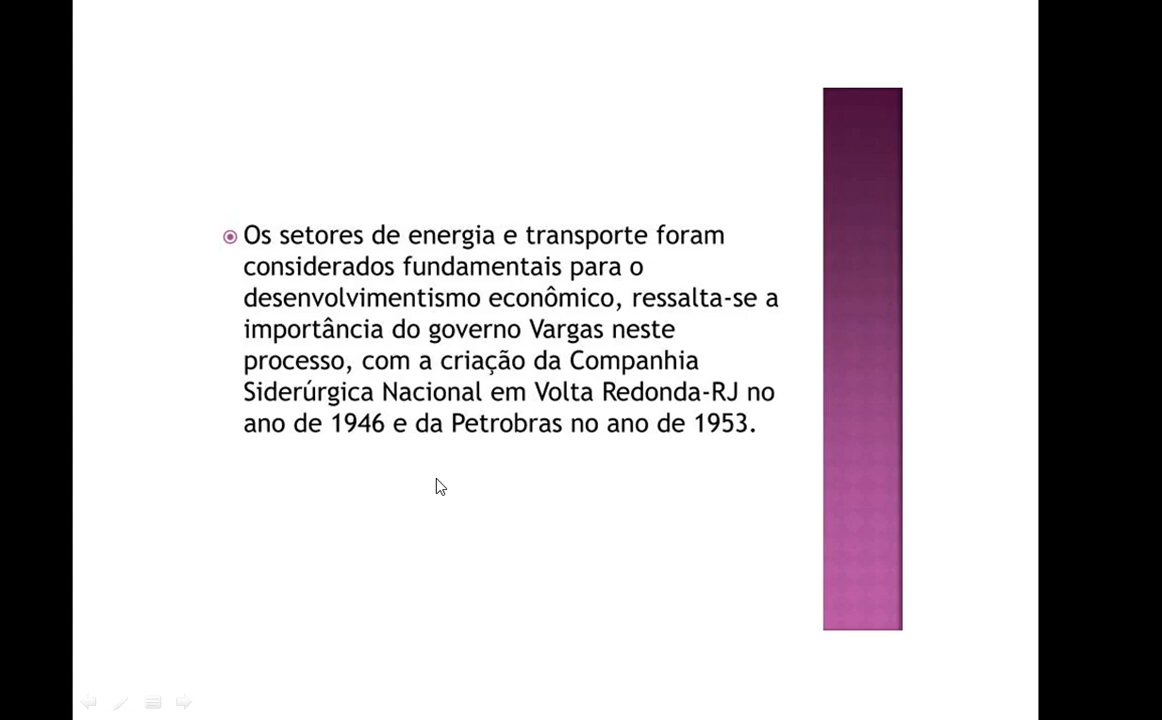 Os setores de energia e transporte foram
considerados fundamentais para o
desenvolvimentismo econômico, ressalta-se a
importância do governo Vargas neste
processo, com a criação da Companhia
Siderúrgica Nacional em Volta Redonda-RJ no
ano de 1946 e da Petrobras no ano de 1953.